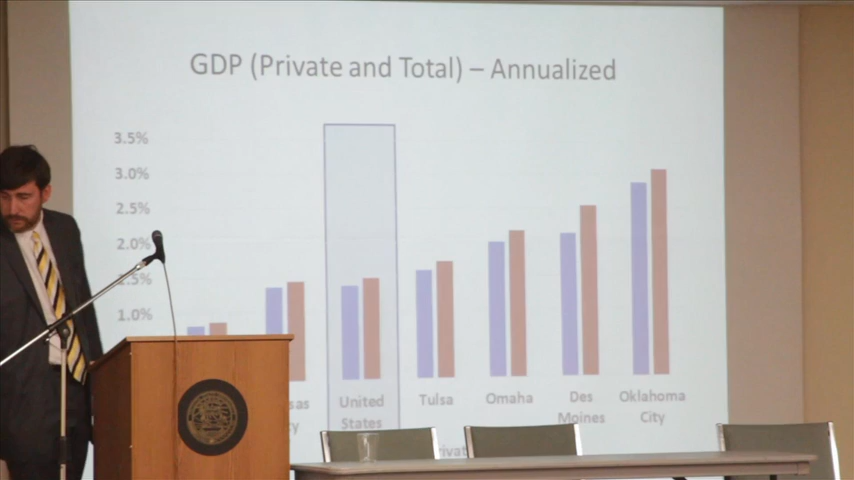 GDP (Private and Total) – Annualized
3.5%
3.0%
2.5%
2.0%
1.0%
United
States
Tulsa
Omaha
Des
Moines
Oklahoma
City